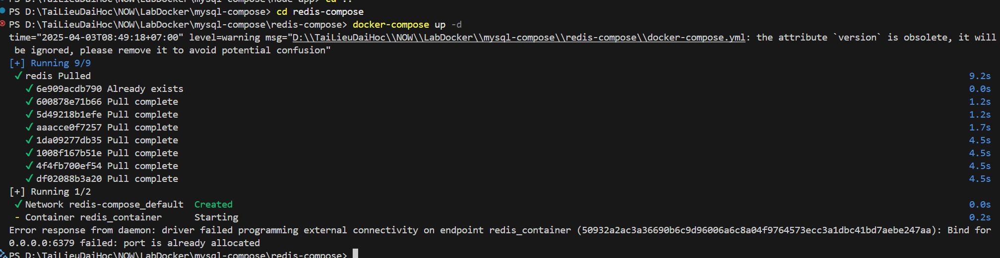 PS D:\TaiLieuDaiHoc\NOW\LabDocker\mysql-compose\node-app> cd ..
PS D:\TaiLieuDaiHoc\NOW\LabDocker\mysql-compose> cd redis-compose
PS D:\TaiLieuDaiHoc\NOW\LabDocker\mysql-compose\redis-compose> docker-compose up -d
time="2025-04-03T08:49:18+07:00" level=warning msg="D:\\TaiLieuDaiHoc\\NOW\\LabDocker\\mysql-compose\\redis-compose\\docker-compose.yml: the attribute `version` is obsolete, it will
be ignored, please remove it to avoid potential confusion"
[+] Running 9/9
✔ redis Pulled 9.2s
✔ 6e909acdb790 Already exists 0.0s
✔ 600878e71b66 Pull complete 1.2s
✔ 5d49218b1efe Pull complete 1.2s
✔ aaacce0f7257 Pull complete 1.7s
✔ 1da09277db35 Pull complete 4.5s
✔ 1008f167b51e Pull complete 4.5s
✔ 4f4fb700ef54 Pull complete 4.5s
✔ df02088b3a20 Pull complete 4.5s
[+] Running 1/2
✔ Network redis-compose_default Created 0.0s
- Container redis_container Starting 0.2s
Error response from daemon: driver failed programming external connectivity on endpoint redis_container (50932a2ac3a36690b6c9d96006a6c8a04f9764573ecc3a1dbc41bd7aebe247aa): Bind for
0.0.0.0:6379 failed: port is already allocated
PS D:\TaiLieuDaiHoc\NOW\LabDocker\mysql-compose\redis-compose>